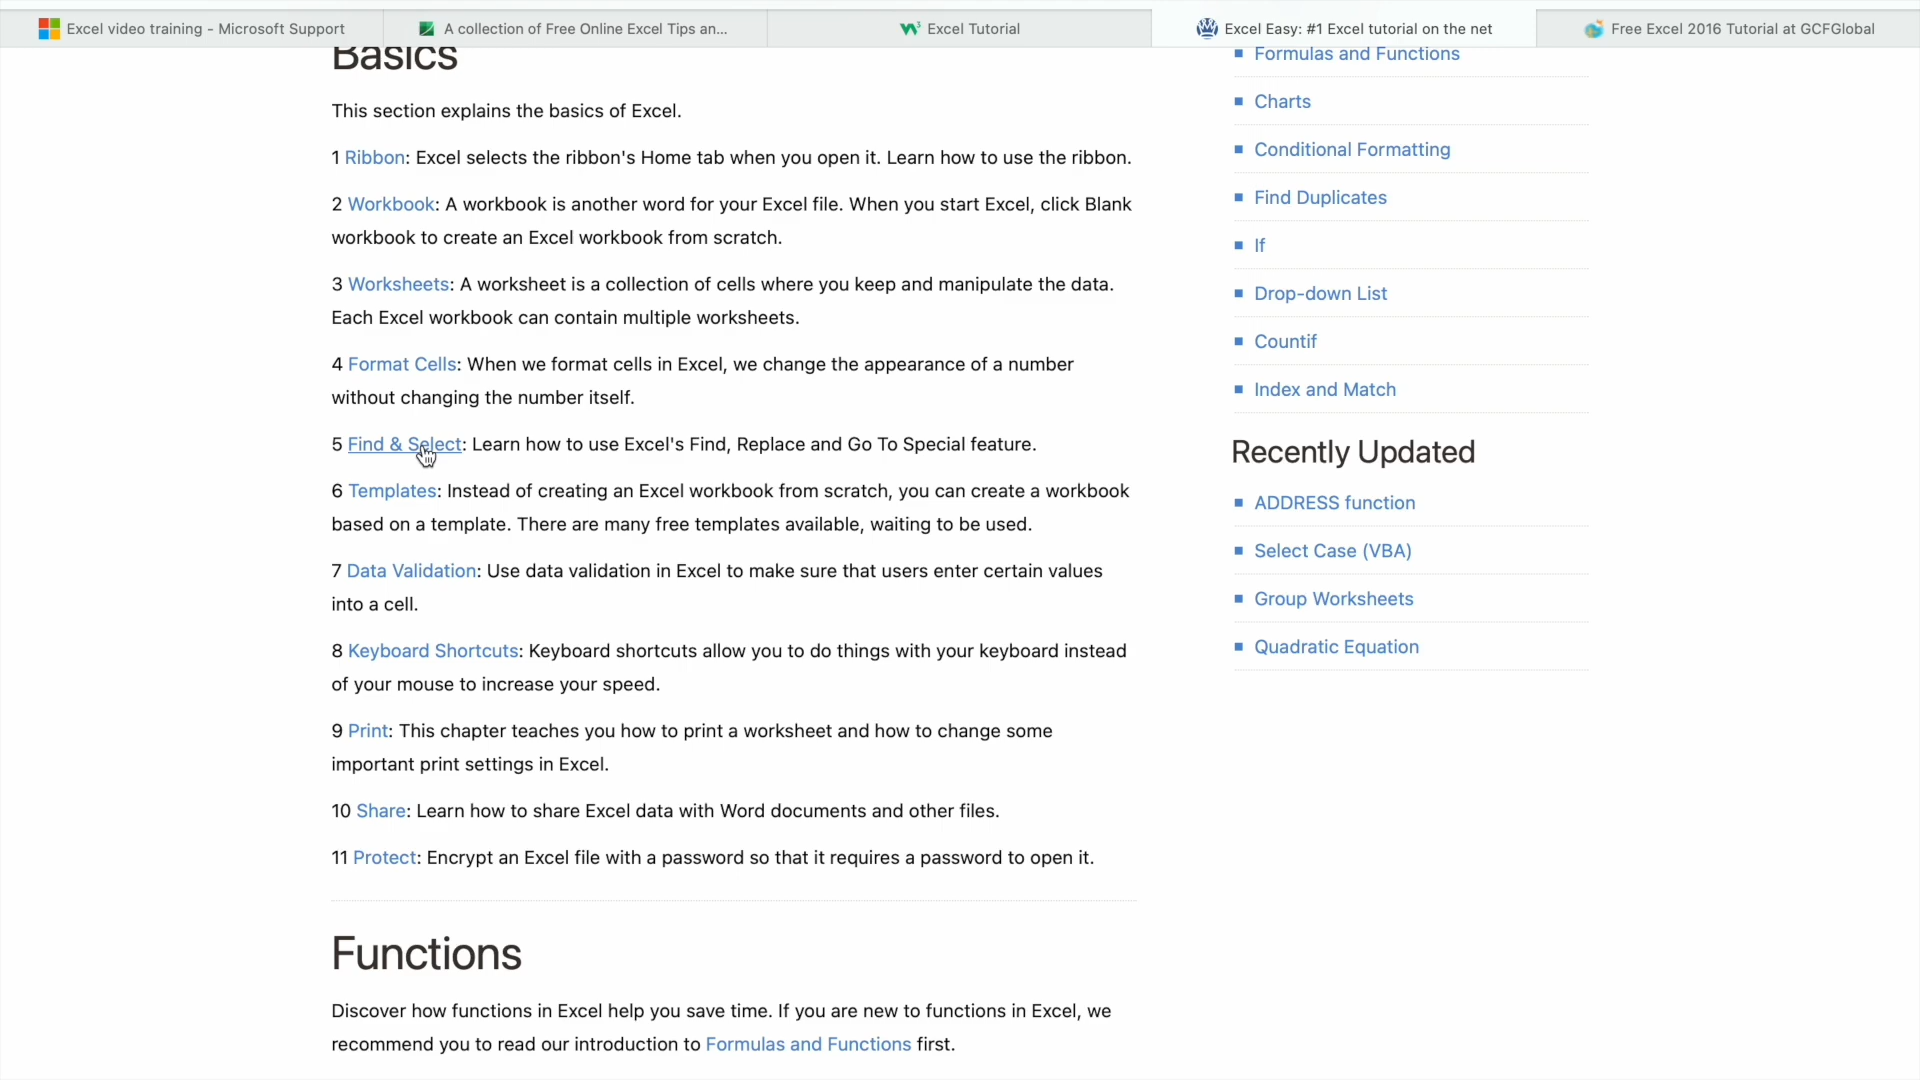 Excel video training - Microsoft Support
A collection of Free Online Excel Tips an...
Excel Tutorial
Excel Easy: #1 Excel tutorial on the net
Free Excel 2016 Tutorial at GCFGlobal
Basics
This section explains the basics of Excel.
1 Ribbon: Excel selects the ribbon's Home tab when you open it. Learn how to use the ribbon.
2 Workbook: A workbook is another word for your Excel file. When you start Excel, click Blank
workbook to create an Excel workbook from scratch.
3 Worksheets: A worksheet is a collection of cells where you keep and manipulate the data.
Each Excel workbook can contain multiple worksheets.
4 Format Cells: When we format cells in Excel, we change the appearance of a number
without changing the number itself.
5 Find & Select: Learn how to use Excel's Find, Replace and Go To Special feature.
6 Templates: Instead of creating an Excel workbook from scratch, you can create a workbook
based on a template. There are many free templates available, waiting to be used.
7 Data Validation: Use data validation in Excel to make sure that users enter certain values
into a cell.
8 Keyboard Shortcuts: Keyboard shortcuts allow you to do things with your keyboard instead
of your mouse to increase your speed.
9 Print: This chapter teaches you how to print a worksheet and how to change some
important print settings in Excel.
10 Share: Learn how to share Excel data with Word documents and other files.
11 Protect: Encrypt an Excel file with a password so that it requires a password to open it.
Functions
Discover how functions in Excel help you save time. If you are new to functions in Excel, we
recommend you to read our introduction to Formulas and Functions first.
Formulas and Functions
Charts
Conditional Formatting
Find Duplicates
If
Drop-down List
Countif
Index and Match
Recently Updated
ADDRESS function
Select Case (VBA)
Group Worksheets
Quadratic Equation